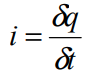 i = δq / δt